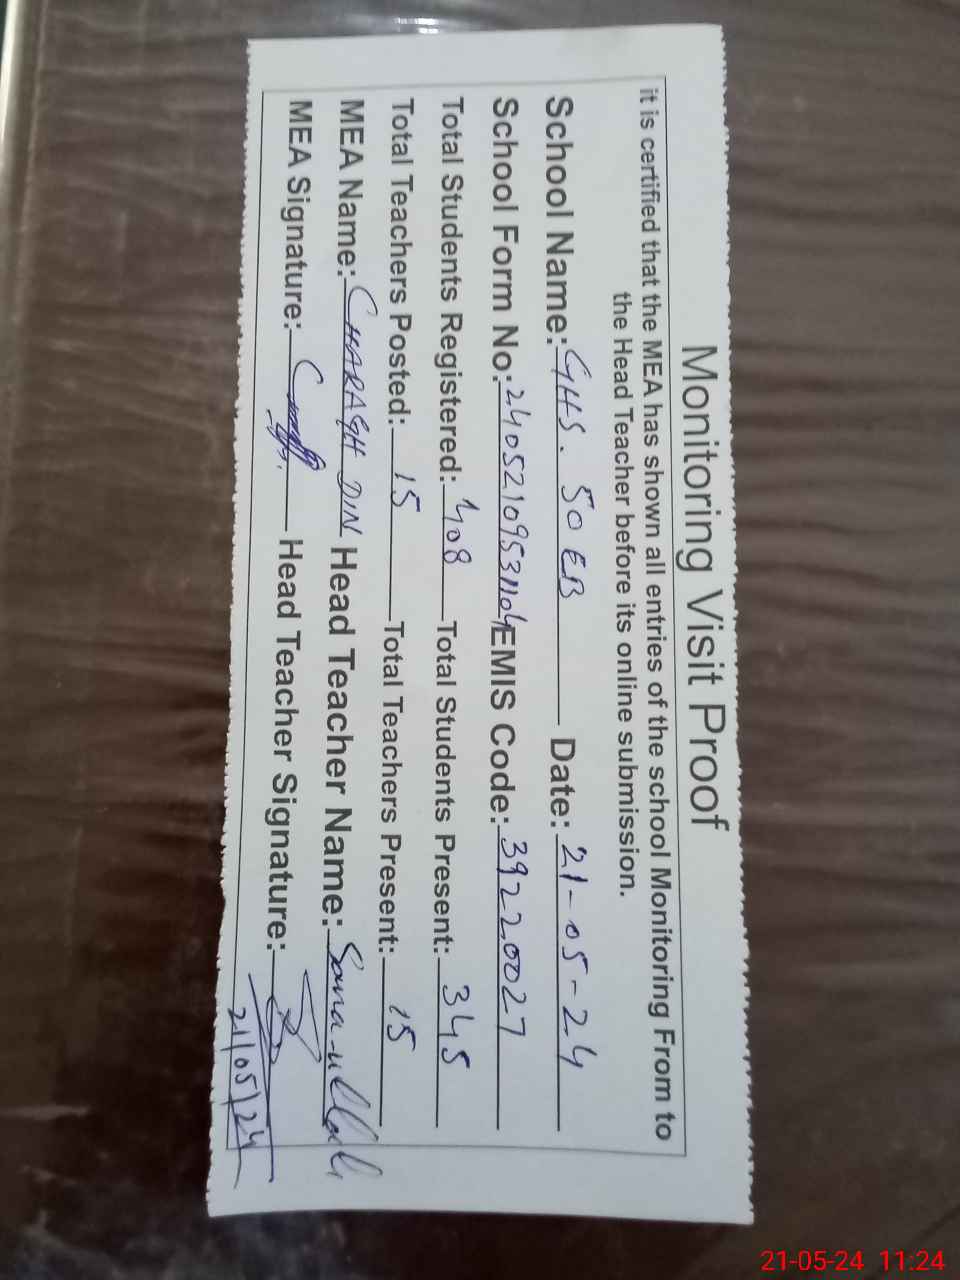 Monitoring Visit Proof
it is certified that the MEA has shown all entries of the school Monitoring From to
the Head Teacher before its online submission.
School Name: GHS. 50 EB Date: 21-05-24
School Form No: 24052109531104 EMIS Code: 39220027
Total Students Registered: 408 Total Students Present: 345
Total Teachers Posted: 15 Total Teachers Present: 15
MEA Name: CHARAGH DIN Head Teacher Name: Sana ullah
MEA Signature: Head Teacher Signature:
21/05/24
21-05-24 11:24